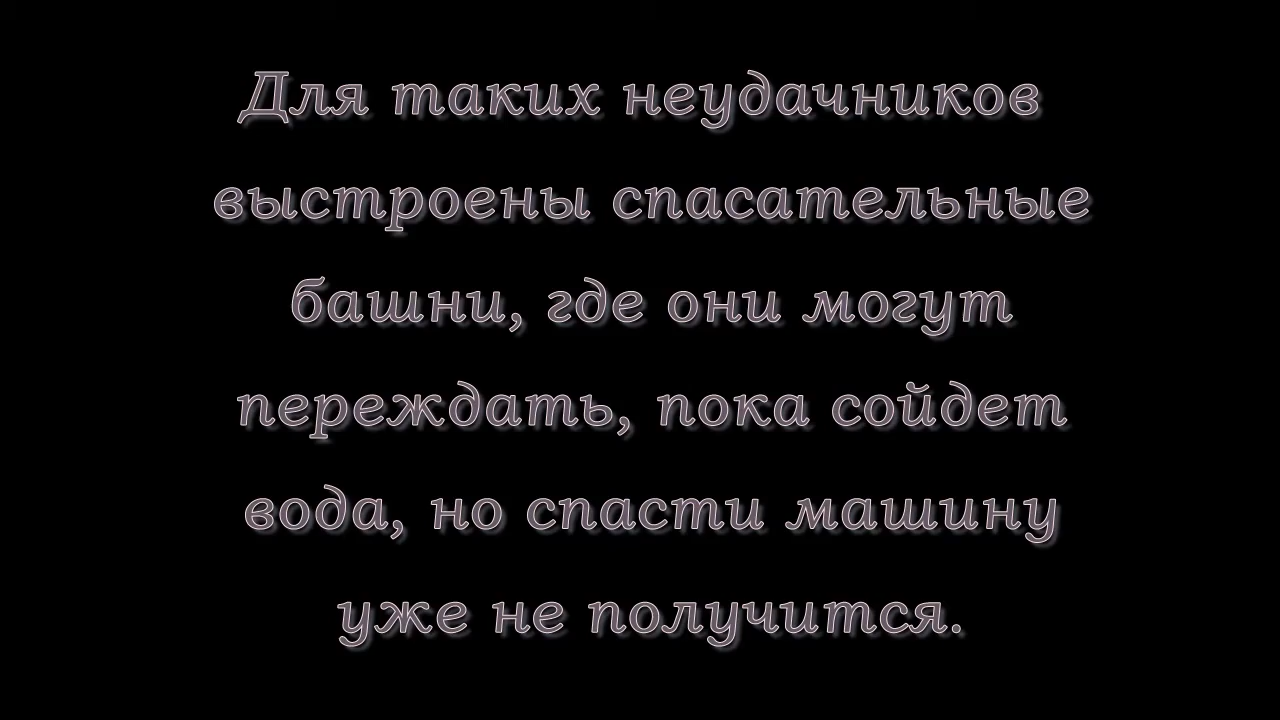 Для таких неудачников
выстроены спасательные
башни, где они могут
переждать, пока сойдет
вода, но спасти машину
уже не получится.